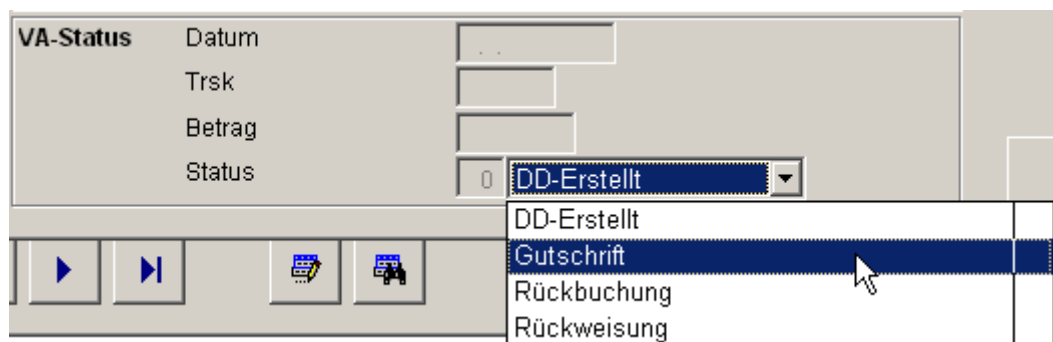 VA-Status Datum
. .
Trsk
Betrag
Status 0 DD-Erstellt
DD-Erstellt
Gutschrift
Rückbuchung
Rückweisung